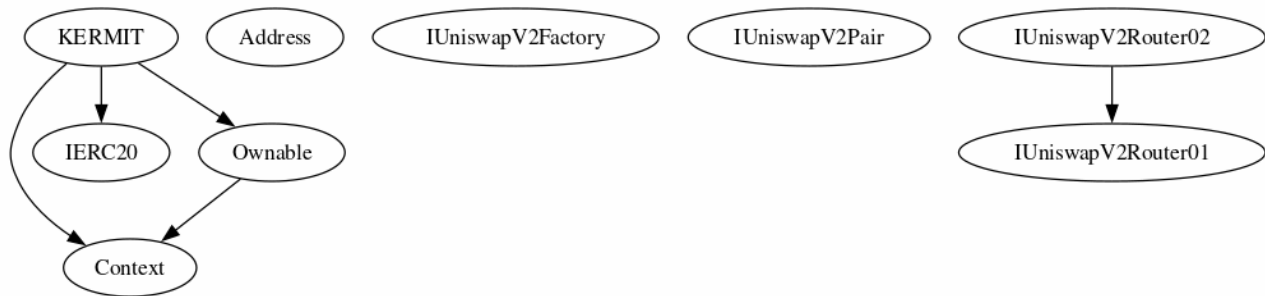 KERMIT
Address
IUniswapV2Factory
IUniswapV2Pair
IUniswapV2Router02
IERC20
Ownable
IUniswapV2Router01
Context